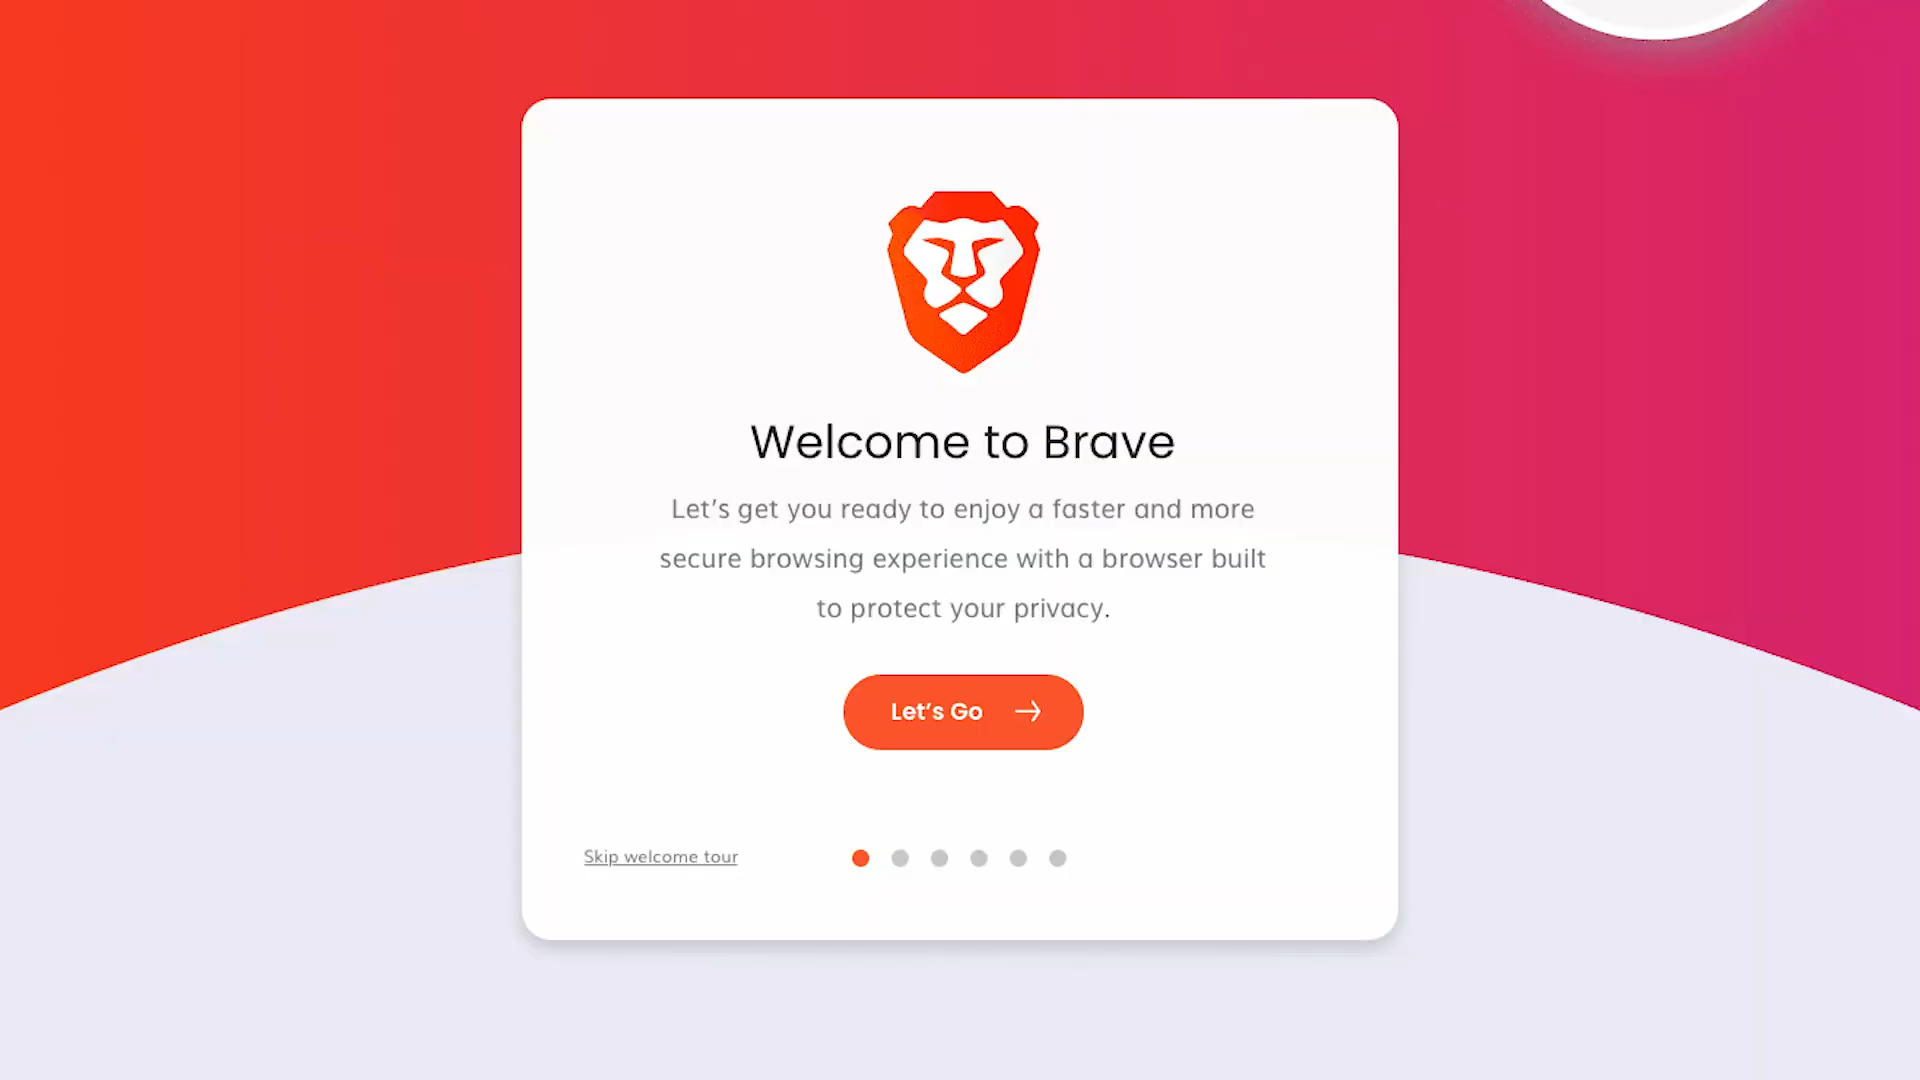 Welcome to Brave
Let’s get you ready to enjoy a faster and more
secure browsing experience with a browser built
to protect your privacy.
Let’s Go
Skip welcome tour